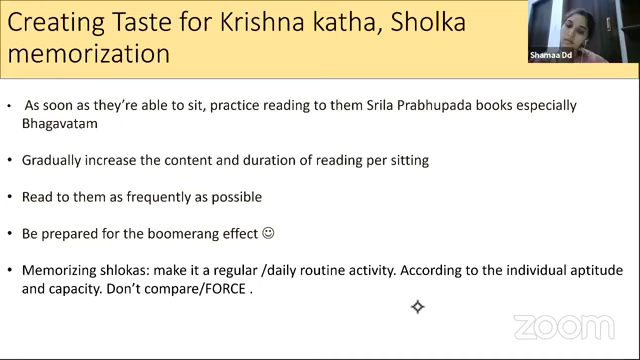 Creating Taste for Krishna katha, Sholka
memorization
Shamaa Dd
• As soon as they're able to sit, practice reading to them Srila Prabhupada books especially
Bhagavatam
• Gradually increase the content and duration of reading per sitting
• Read to them as frequently as possible
• Be prepared for the boomerang effect ☺
• Memorizing shlokas: make it a regular /daily routine activity. According to the individual aptitude
and capacity. Don't compare/FORCE .
zoom